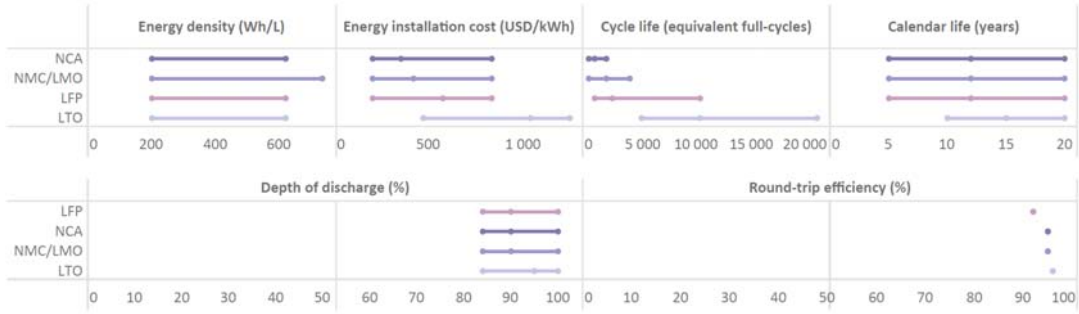 Energy density (Wh/L) Energy installation cost (USD/kWh) Cycle life (equivalent full-cycles) Calendar life (years)
NCA
NMC/LMO
LFP
LTO
0 200 400 600 0 500 1 000 0 5 000 10 000 15 000 20 000 0 5 10 15 20
Depth of discharge (%) Round-trip efficiency (%)
LFP
NCA
NMC/LMO
LTO
0 10 20 30 40 50 60 70 80 90 100 0 10 20 30 40 50 60 70 80 90 100